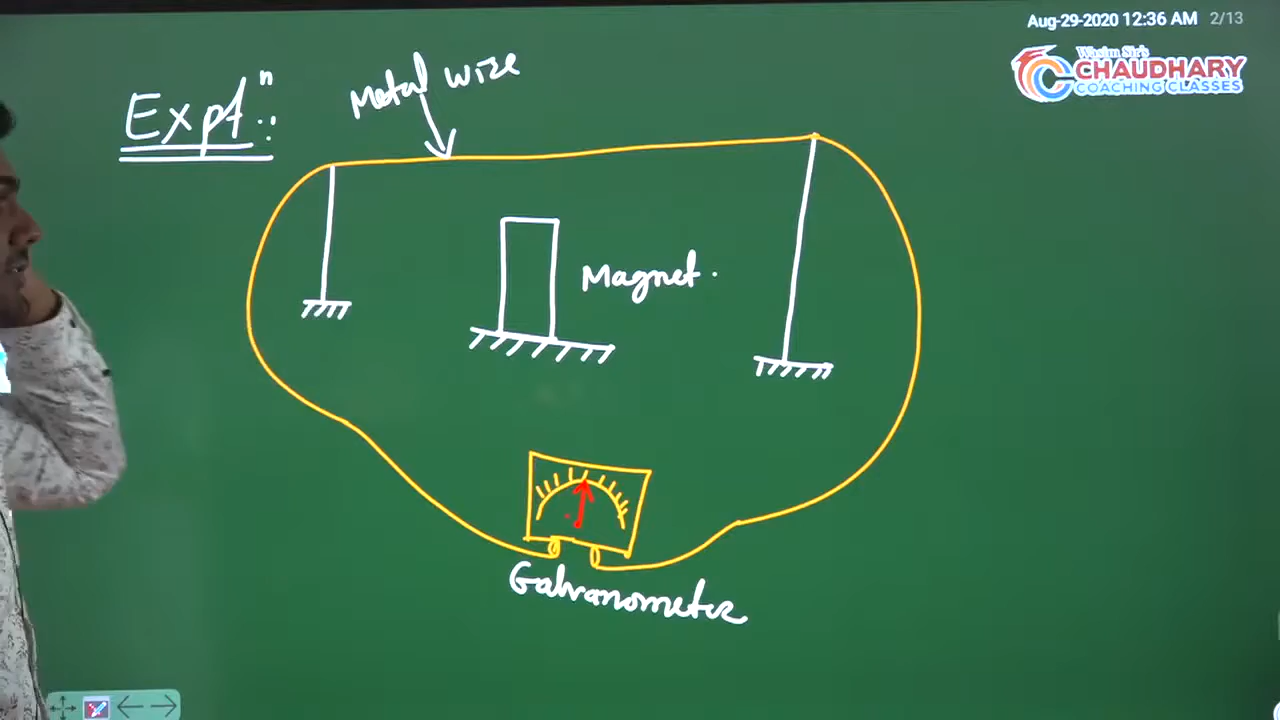 Aug-29-2020 12:36 AM 2/13
Wasim Sir's
CHAUDHARY
COACHING CLASSES
Exptⁿ:
Metal wire
Magnet.
Galvanometer